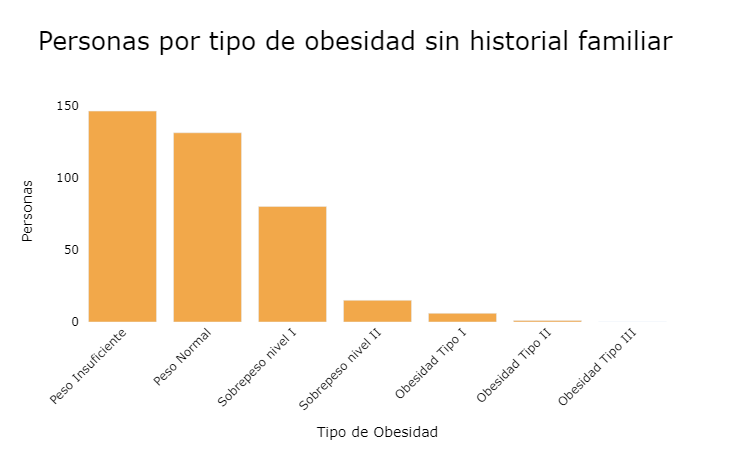 Personas por tipo de obesidad sin historial familiar
150
100
50
0
Personas
Peso Insuficiente
Peso Normal
Sobrepeso nivel I
Sobrepeso nivel II
Obesidad Tipo I
Obesidad Tipo II
Obesidad Tipo III
Tipo de Obesidad